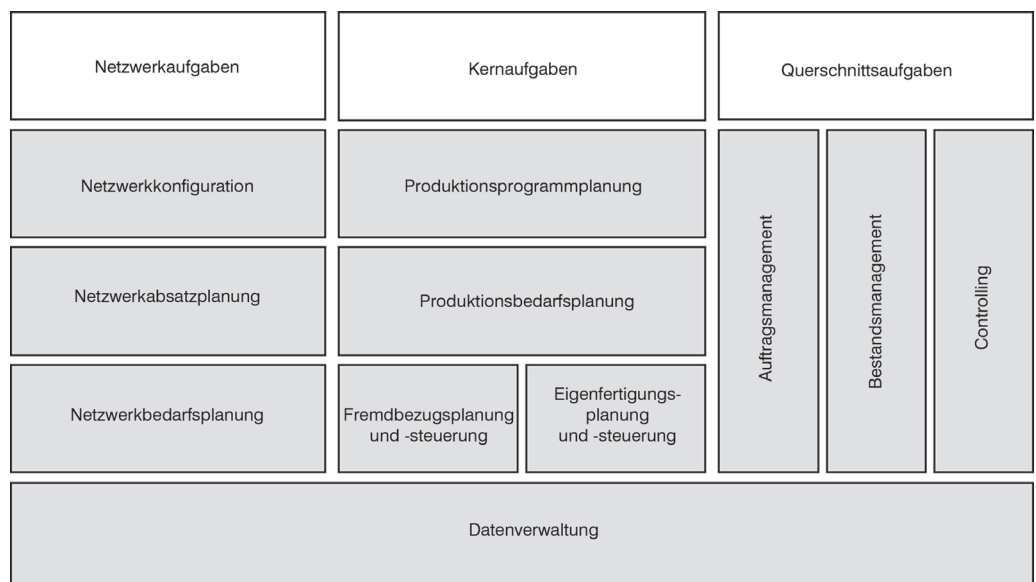 Netzwerkaufgaben
Kernaufgaben
Querschnittsaufgaben
Netzwerkkonfiguration
Produktionsprogrammplanung
Netzwerkabsatzplanung
Produktionsbedarfsplanung
Netzwerkbedarfsplanung
Fremdbezugsplanung
und -steuerung
Eigenfertigungs-
planung
und -steuerung
Auftragsmanagement
Bestandsmanagement
Controlling
Datenverwaltung